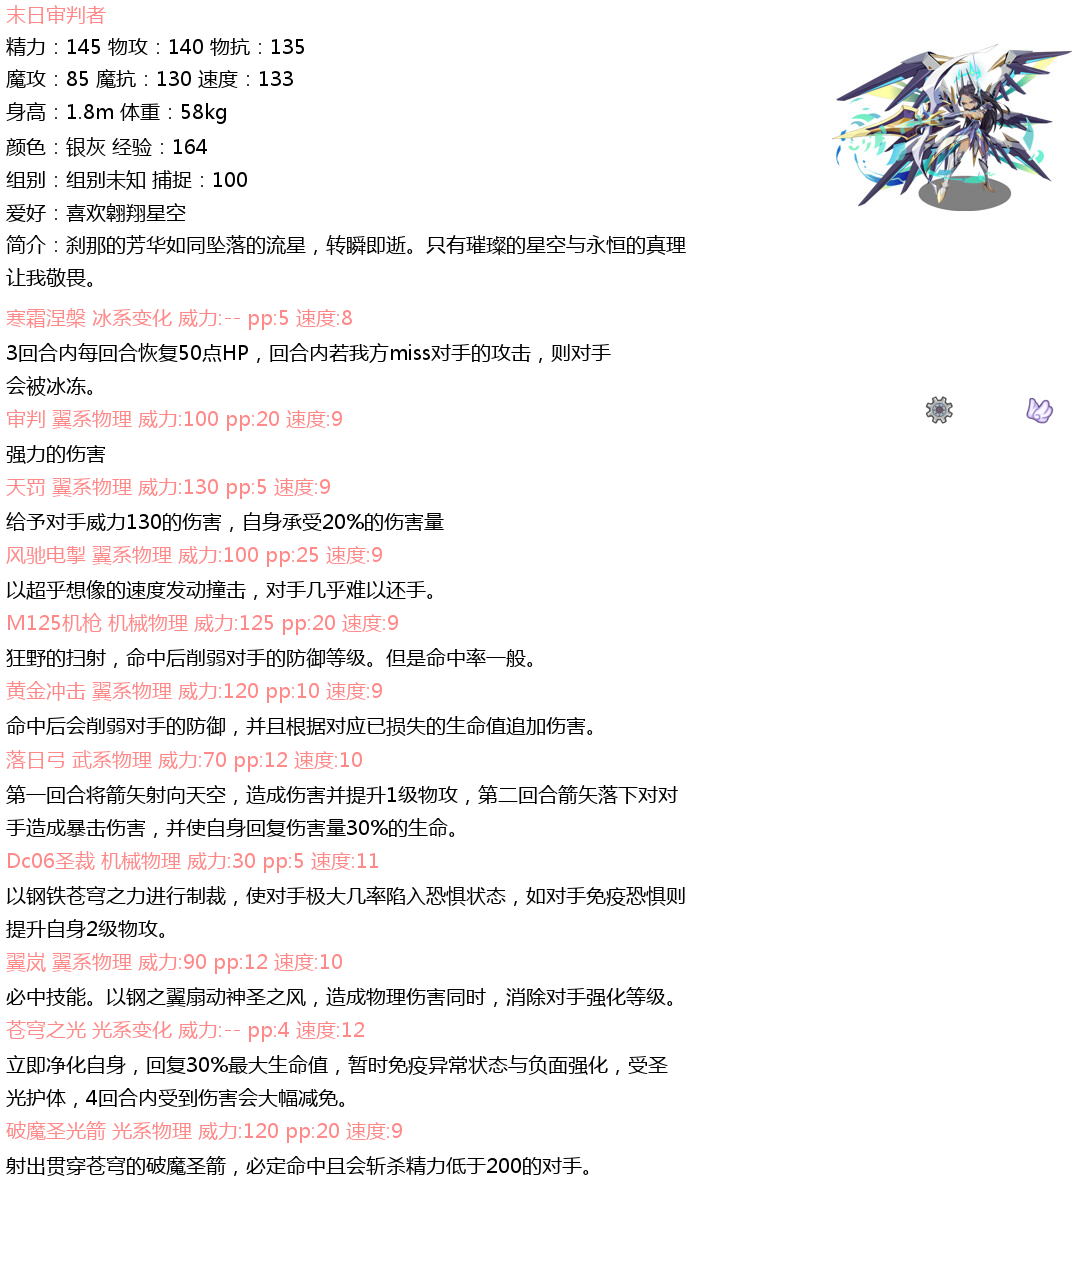 末日审判者
精力：145 物攻：140 物抗：135
魔攻：85 魔抗：130 速度：133
身高：1.8m 体重：58kg
颜色：银灰 经验：164
组别：组别未知 捕捉：100
爱好：喜欢翱翔星空
简介：刹那的芳华如同坠落的流星，转瞬即逝。只有璀璨的星空与永恒的真理
让我敬畏。
寒霜涅槃 冰系变化 威力:-- pp:5 速度:8
3回合内每回合恢复50点HP，回合内若我方miss对手的攻击，则对手
会被冰冻。
审判 翼系物理 威力:100 pp:20 速度:9
强力的伤害
天罚 翼系物理 威力:130 pp:5 速度:9
给予对手威力130的伤害，自身承受20%的伤害量
风驰电掣 翼系物理 威力:100 pp:25 速度:9
以超乎想像的速度发动撞击，对手几乎难以还手。
M125机枪 机械物理 威力:125 pp:20 速度:9
狂野的扫射，命中后削弱对手的防御等级。但是命中率一般。
黄金冲击 翼系物理 威力:120 pp:10 速度:9
命中后会削弱对手的防御，并且根据对应已损失的生命值追加伤害。
落日弓 武系物理 威力:70 pp:12 速度:10
第一回合将箭矢射向天空，造成伤害并提升1级物攻，第二回合箭矢落下对对
手造成暴击伤害，并使自身回复伤害量30%的生命。
Dc06圣裁 机械物理 威力:30 pp:5 速度:11
以钢铁苍穹之力进行制裁，使对手极大几率陷入恐惧状态，如对手免疫恐惧则
提升自身2级物攻。
翼岚 翼系物理 威力:90 pp:12 速度:10
必中技能。以钢之翼扇动神圣之风，造成物理伤害同时，消除对手强化等级。
苍穹之光 光系变化 威力:-- pp:4 速度:12
立即净化自身，回复30%最大生命值，暂时免疫异常状态与负面强化，受圣
光护体，4回合内受到伤害会大幅减免。
破魔圣光箭 光系物理 威力:120 pp:20 速度:9
射出贯穿苍穹的破魔圣箭，必定命中且会斩杀精力低于200的对手。